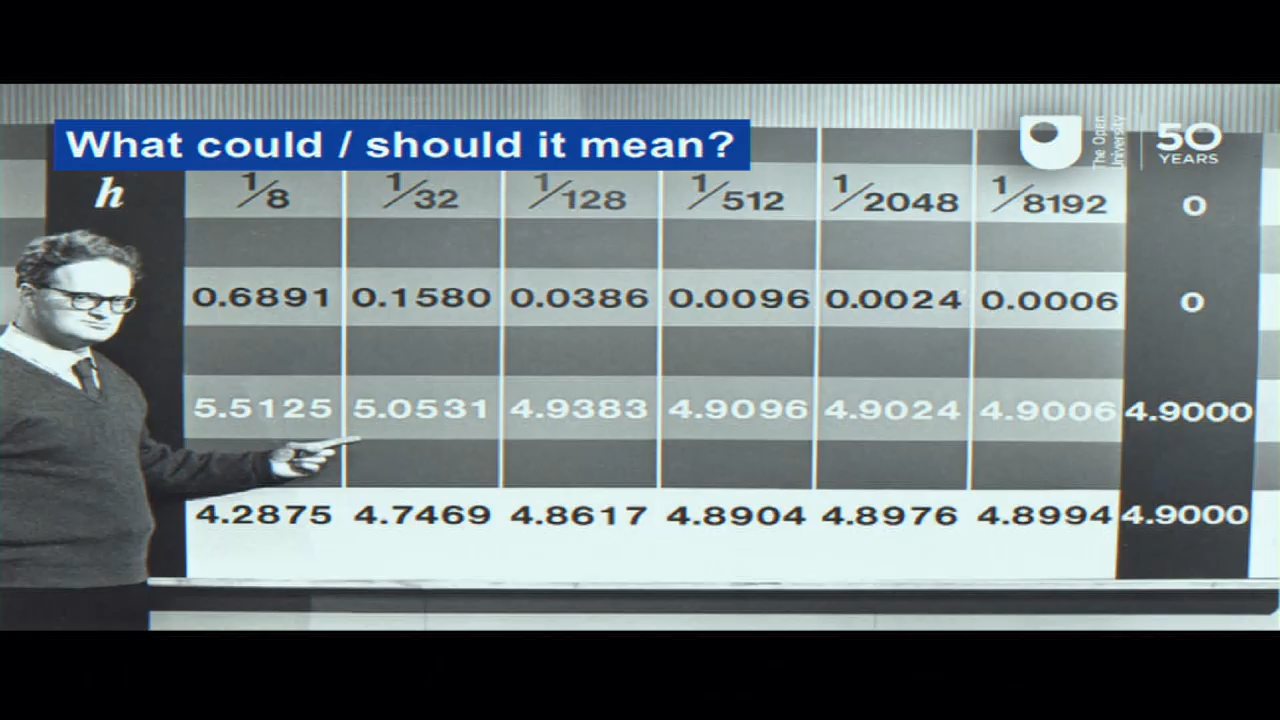 What could / should it mean?
The Open University
50 YEARS
h 1/8 1/32 1/128 1/512 1/2048 1/8192 0
0.6891 0.1580 0.0386 0.0096 0.0024 0.0006 0
5.5125 5.0531 4.9383 4.9096 4.9024 4.9006 4.9000
4.2875 4.7469 4.8617 4.8904 4.8976 4.8994 4.9000